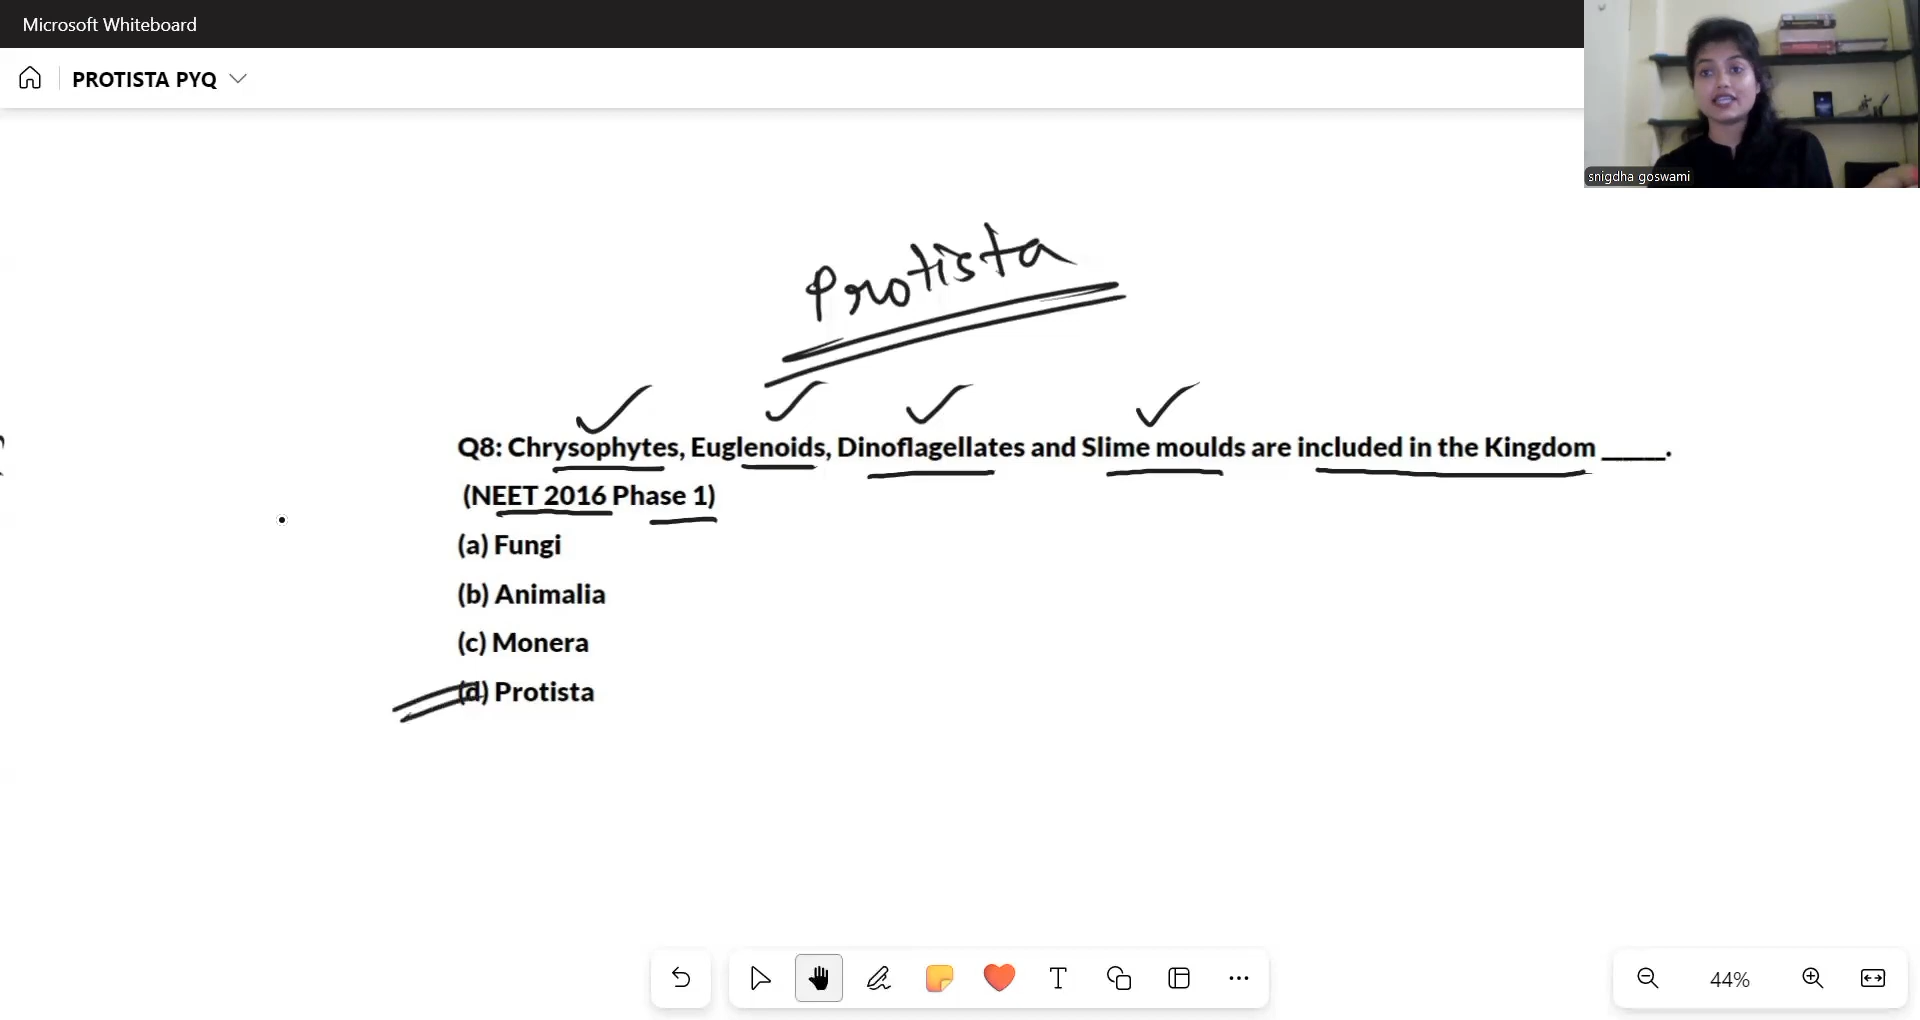 Microsoft Whiteboard
PROTISTA PYQ
snigdha goswami
Protista
Q8: Chrysophytes, Euglenoids, Dinoflagellates and Slime moulds are included in the Kingdom _____.
(NEET 2016 Phase 1)
(a) Fungi
(b) Animalia
(c) Monera
(d) Protista
44%